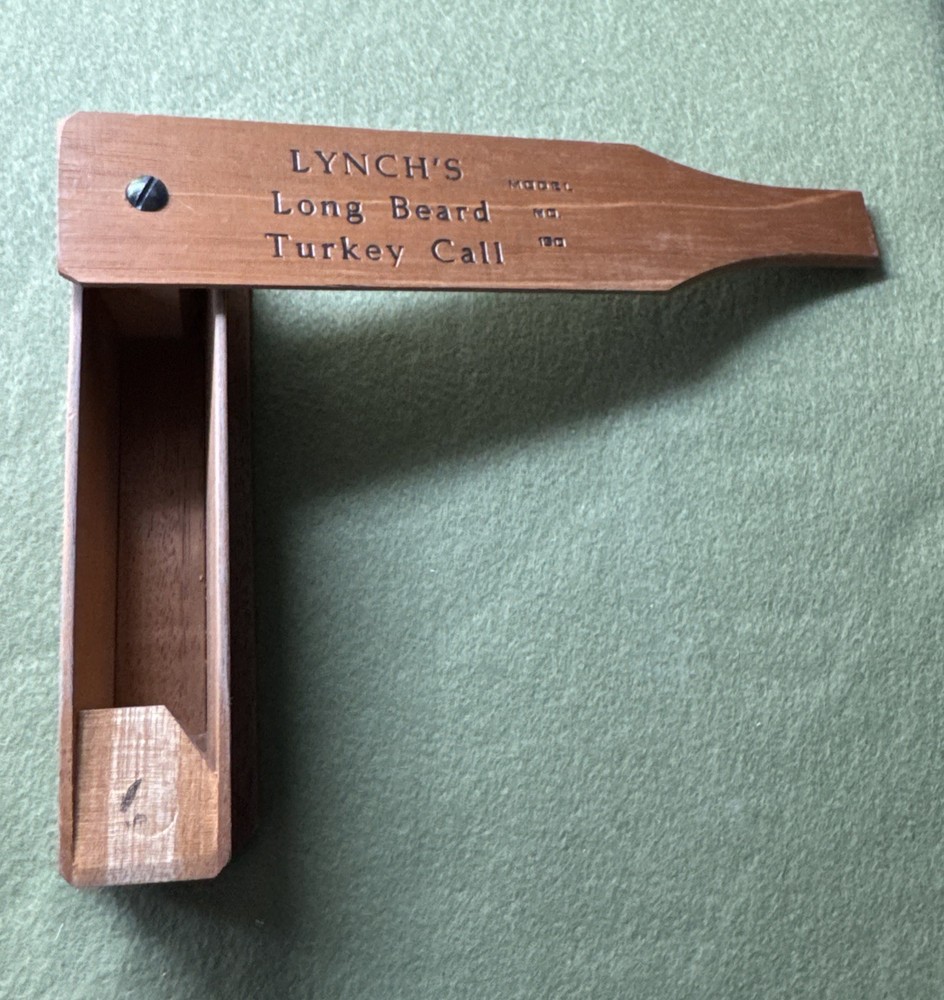 LYNCH'S
Long Beard
Turkey Call
MODEL
NO.